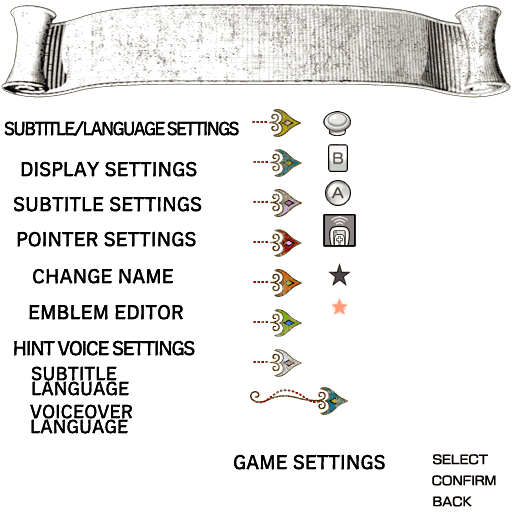 SUBTITLE/LANGUAGE SETTINGS
DISPLAY SETTINGS
B
SUBTITLE SETTINGS
A
POINTER SETTINGS
CHANGE NAME
EMBLEM EDITOR
HINT VOICE SETTINGS
SUBTITLE
LANGUAGE
VOICEOVER
LANGUAGE
GAME SETTINGS
SELECT
CONFIRM
BACK